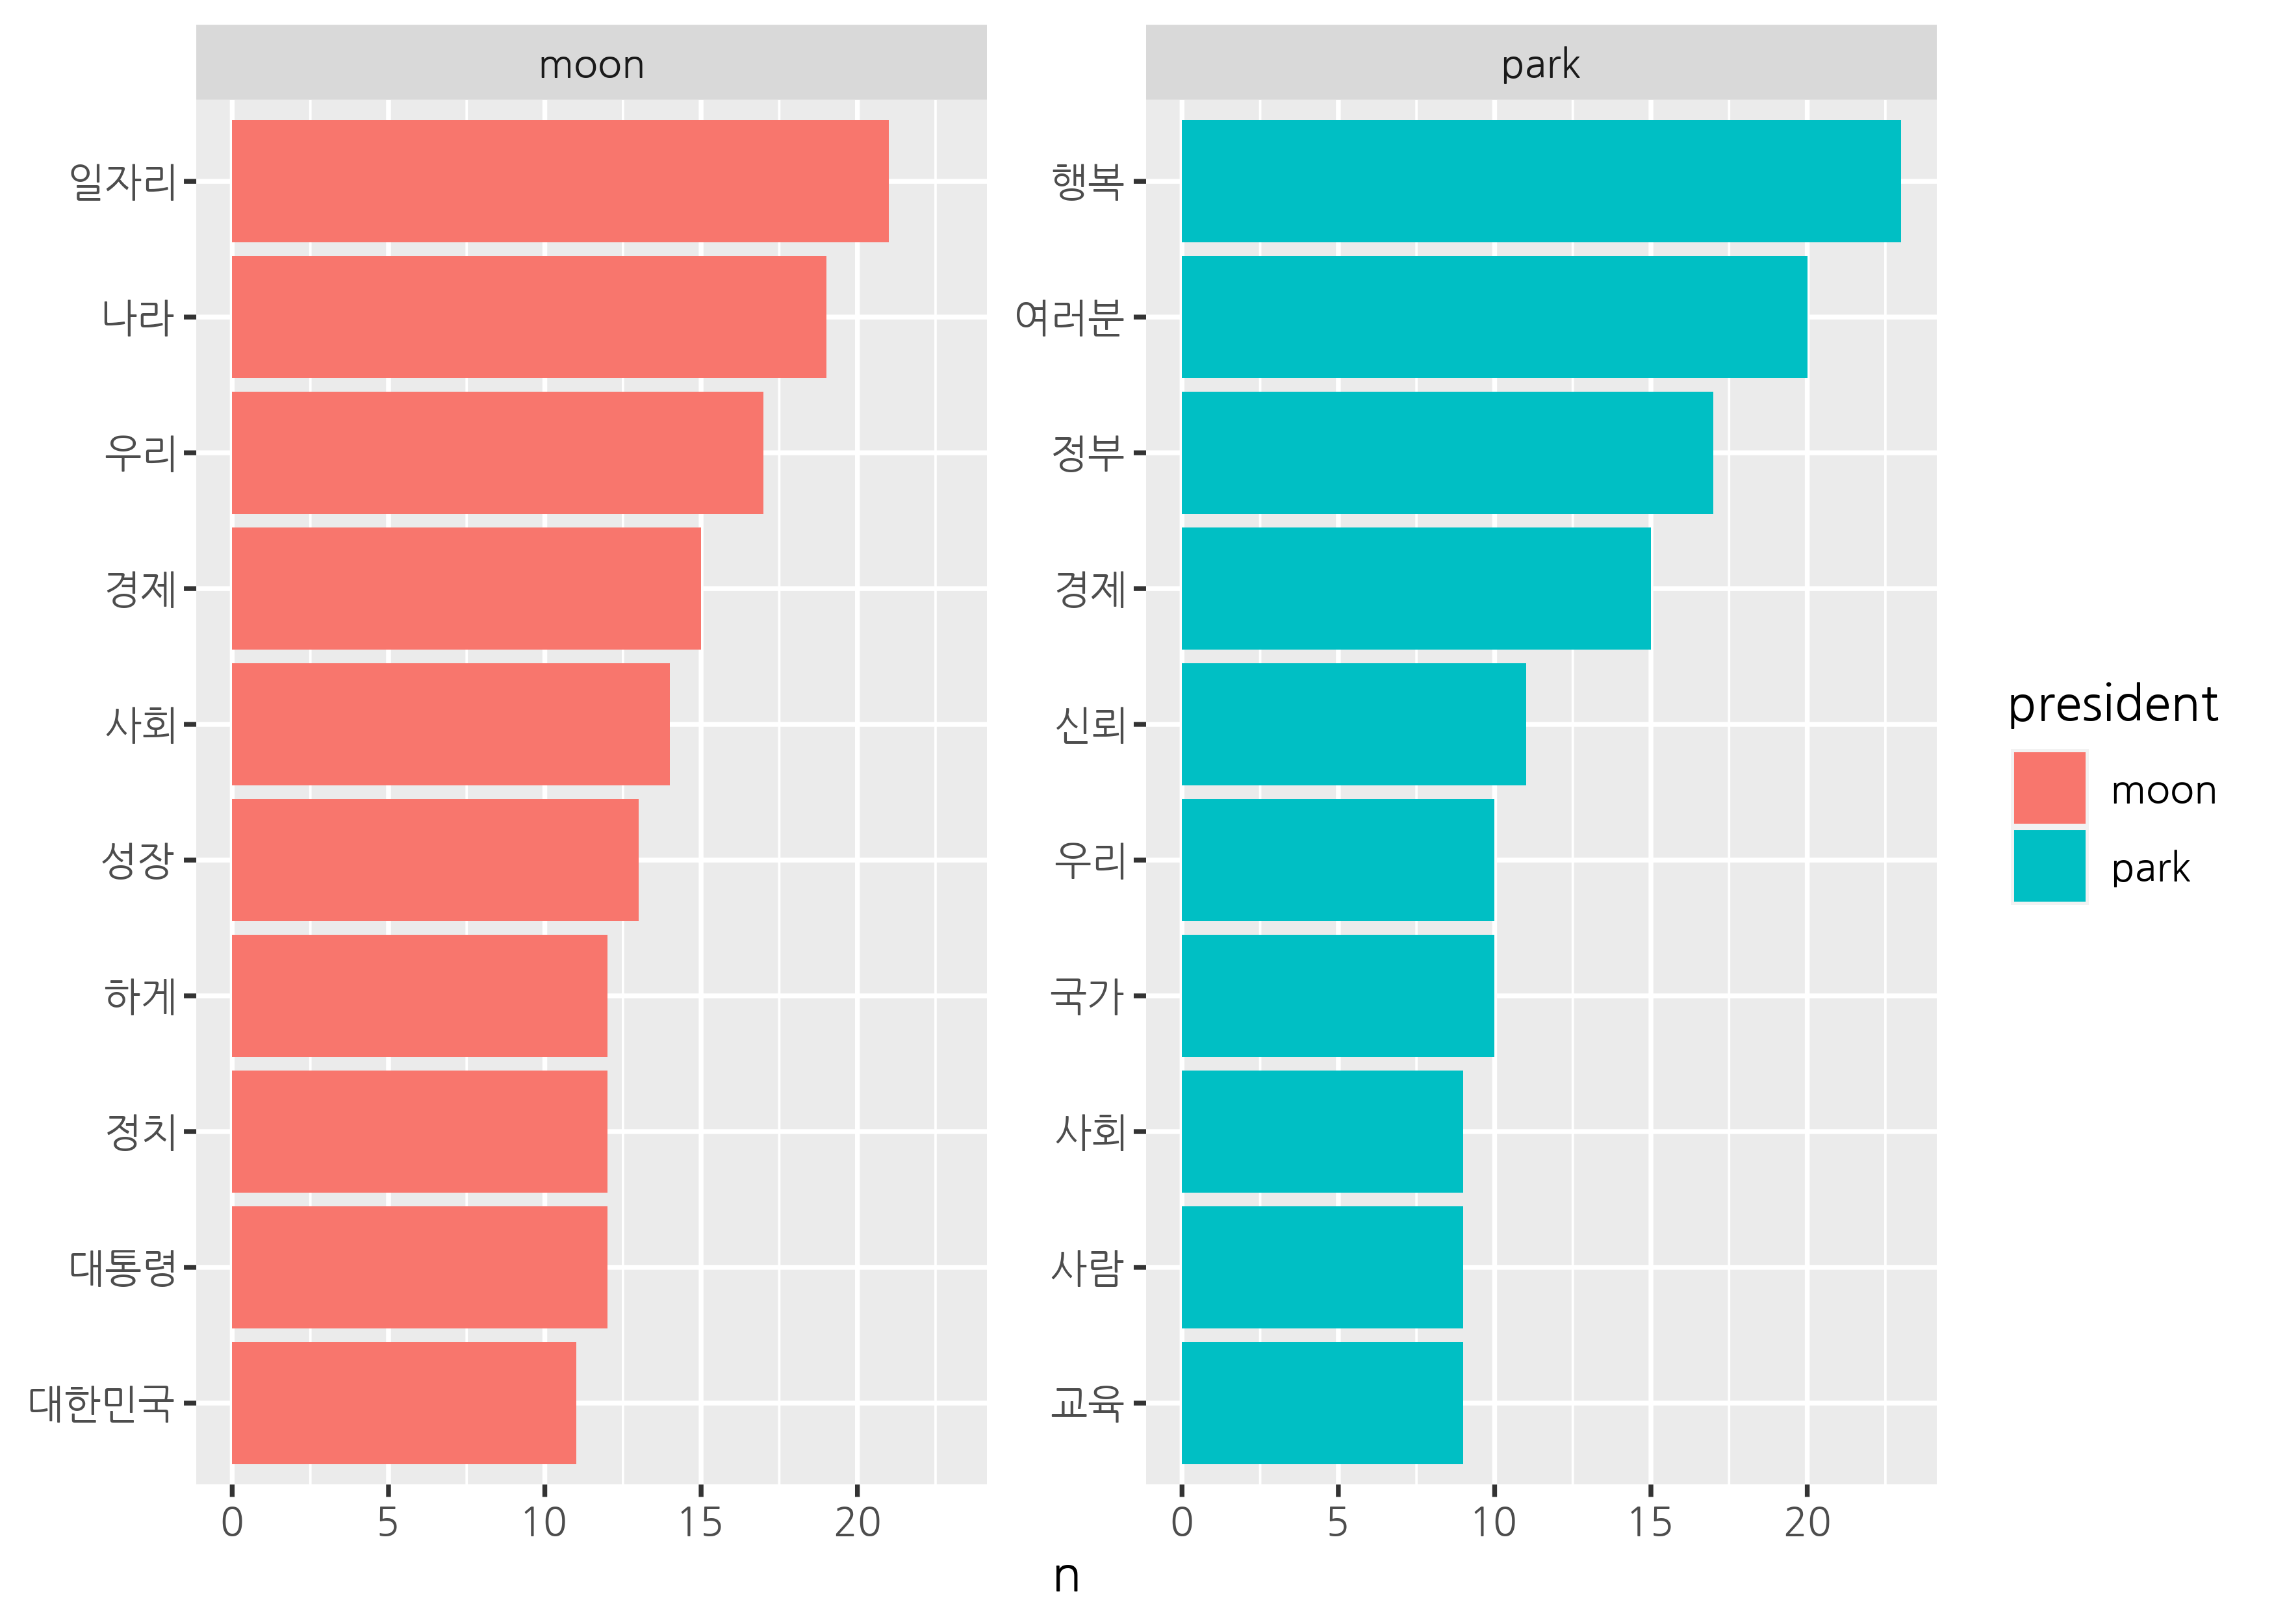 moon
일자리
나라
우리
경제
사회
성장
하게
정치
대통령
대한민국
0 5 10 15 20
park
행복
여러분
정부
경제
신뢰
우리
국가
사회
사람
교육
0 5 10 15 20
n
president
moon
park